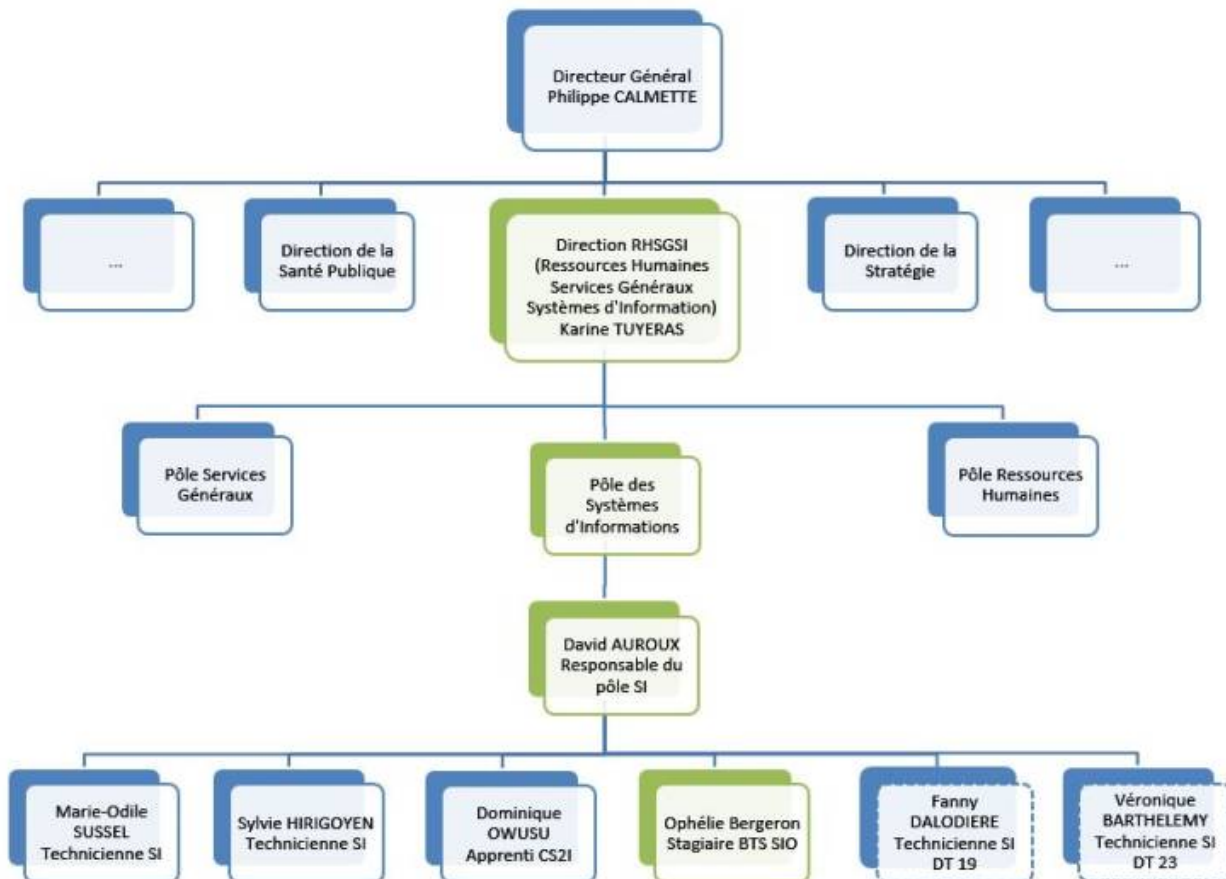 Directeur Général
Philippe CALMETTE
...
Direction de la
Santé Publique
Direction RHSGSI
(Ressources Humaines
Services Généraux
Systèmes d'Information)
Karine TUYERAS
Direction de la
Stratégie
...
Pôle Services
Généraux
Pôle des
Systèmes
d'Informations
Pôle Ressources
Humaines
David AUROUX
Responsable du
pôle SI
Marie-Odile
SUSSEL
Technicienne SI
Sylvie HIRIGOYEN
Technicienne SI
Dominique
OWUSU
Apprenti CS2I
Ophélie Bergeron
Stagiaire BTS SIO
Fanny
DALODIERE
Technicienne SI
DT 19
Véronique
BARTHELEMY
Technicienne SI
DT 23